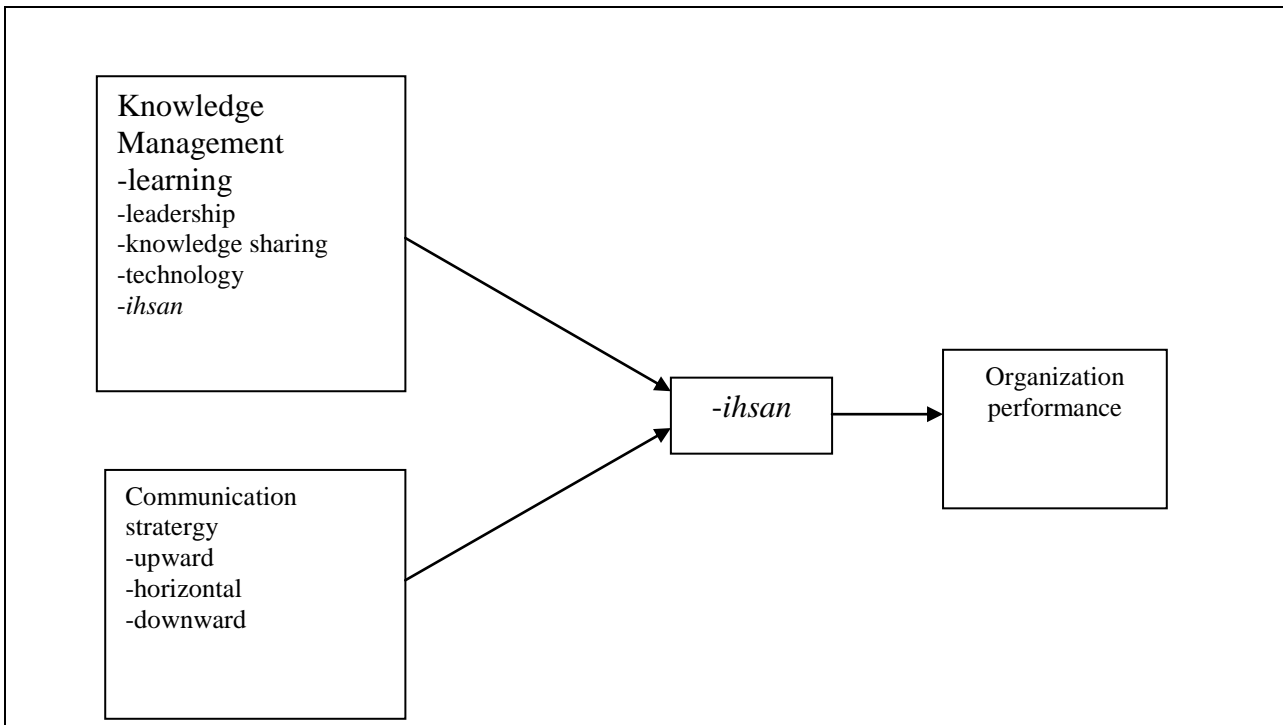 Knowledge
Management
-learning
-leadership
-knowledge sharing
-technology
-ihsan
Communication
stratergy
-upward
-horizontal
-downward
-ihsan
Organization
performance